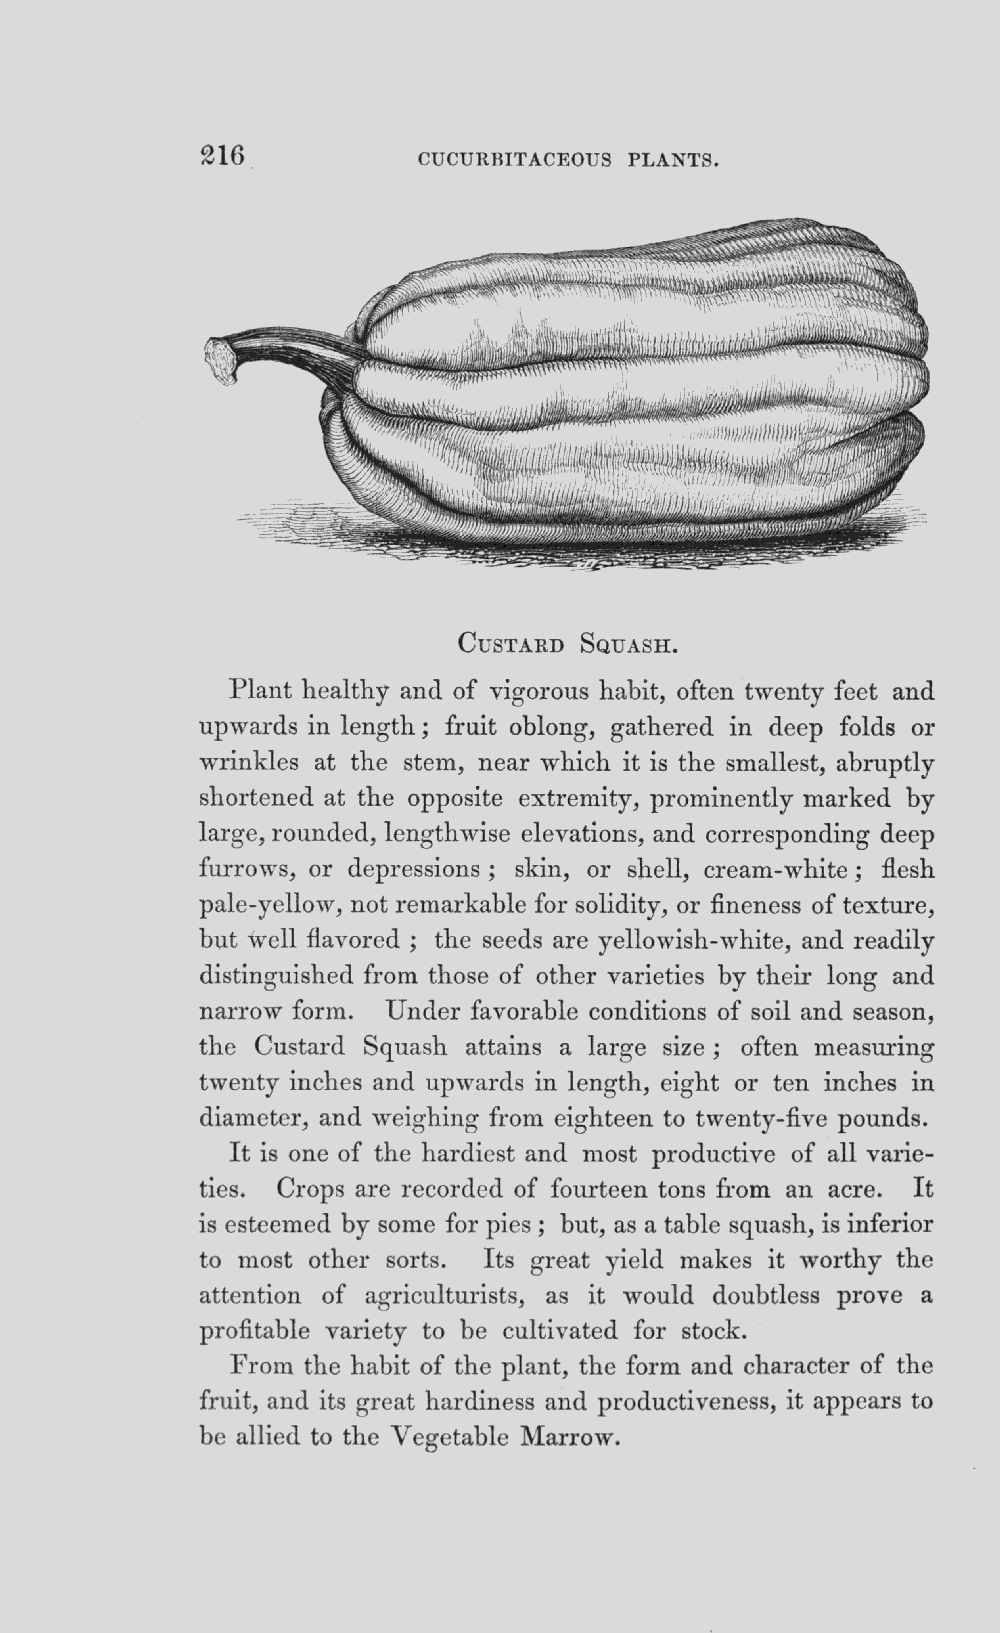 216
CUCURBITACEOUS PLANTS.
CUSTARD SQUASH.
Plant healthy and of vigorous habit, often twenty feet and
upwards in length; fruit oblong, gathered in deep folds or
wrinkles at the stem, near which it is the smallest, abruptly
shortened at the opposite extremity, prominently marked by
large, rounded, lengthwise elevations, and corresponding deep
furrows, or depressions; skin, or shell, cream-white; flesh
pale-yellow, not remarkable for solidity, or fineness of texture,
but well flavored; the seeds are yellowish-white, and readily
distinguished from those of other varieties by their long and
narrow form. Under favorable conditions of soil and season,
the Custard Squash attains a large size; often measuring
twenty inches and upwards in length, eight or ten inches in
diameter, and weighing from eighteen to twenty-five pounds.
It is one of the hardiest and most productive of all varie-
ties. Crops are recorded of fourteen tons from an acre. It
is esteemed by some for pies; but, as a table squash, is inferior
to most other sorts. Its great yield makes it worthy the
attention of agriculturists, as it would doubtless prove a
profitable variety to be cultivated for stock.
From the habit of the plant, the form and character of the
fruit, and its great hardiness and productiveness, it appears to
be allied to the Vegetable Marrow.